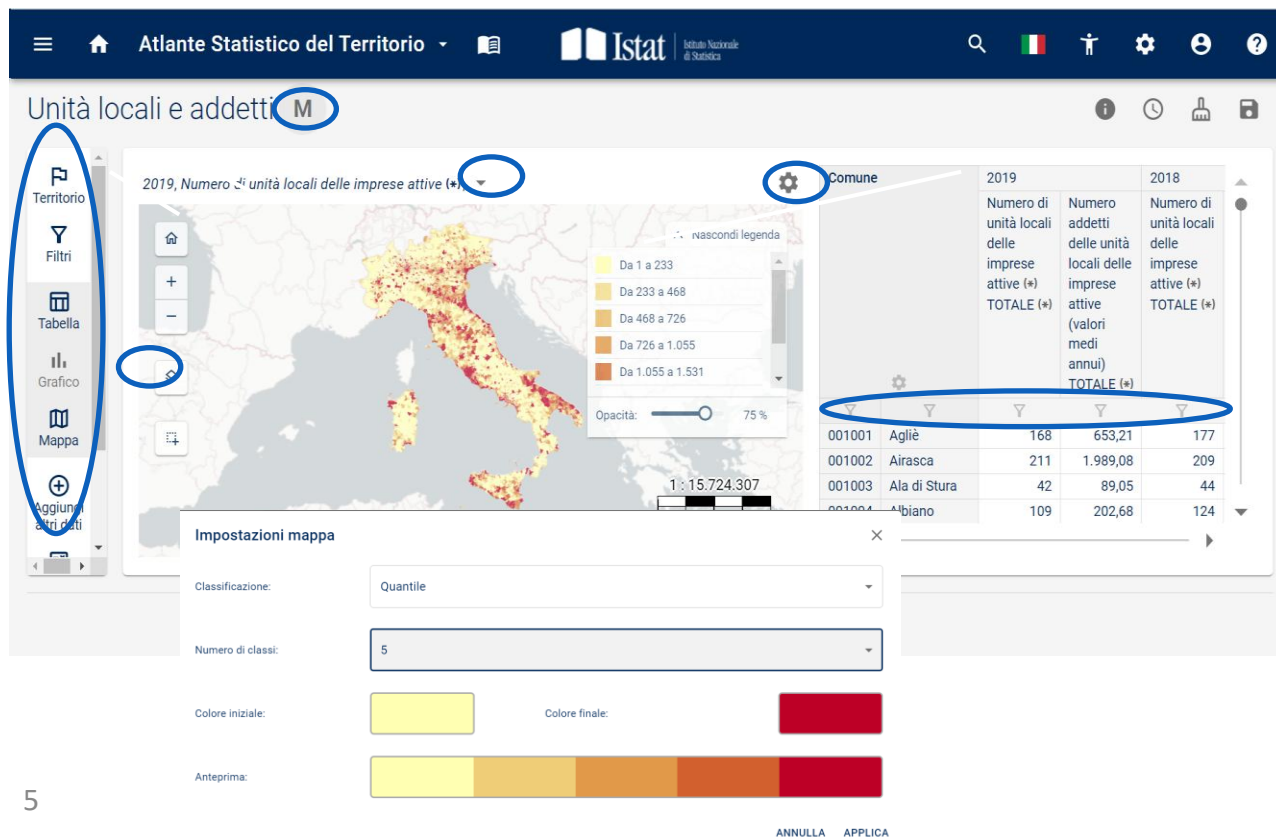 Atlante Statistico del Territorio
Istat
Istituto Nazionale
di Statistica
Unità locali e addetti M
Territorio
Filtri
Tabella
Grafico
Mappa
Aggiungi
altri dati
2019, Numero di unità locali delle imprese attive (*)
Nascondi legenda
Da 1 a 233
Da 233 a 468
Da 468 a 726
Da 726 a 1.055
Da 1.055 a 1.531
Opacità: 75 %
1 : 15.724.307
Comune 2019 2018
Numero di
unità locali
delle
imprese
attive (*)
TOTALE (*)
Numero
addetti
delle unità
locali delle
imprese
attive
(valori
medi
annui)
TOTALE (*)
Numero di
unità locali
delle
imprese
attive (*)
TOTALE (*)
001001 Agliè 168 653,21 177
001002 Airasca 211 1.989,08 209
001003 Ala di Stura 42 89,05 44
001004 Albiano 109 202,68 124
Impostazioni mappa
Classificazione: Quantile
Numero di classi: 5
Colore iniziale: Colore finale:
Anteprima:
ANNULLA APPLICA
5